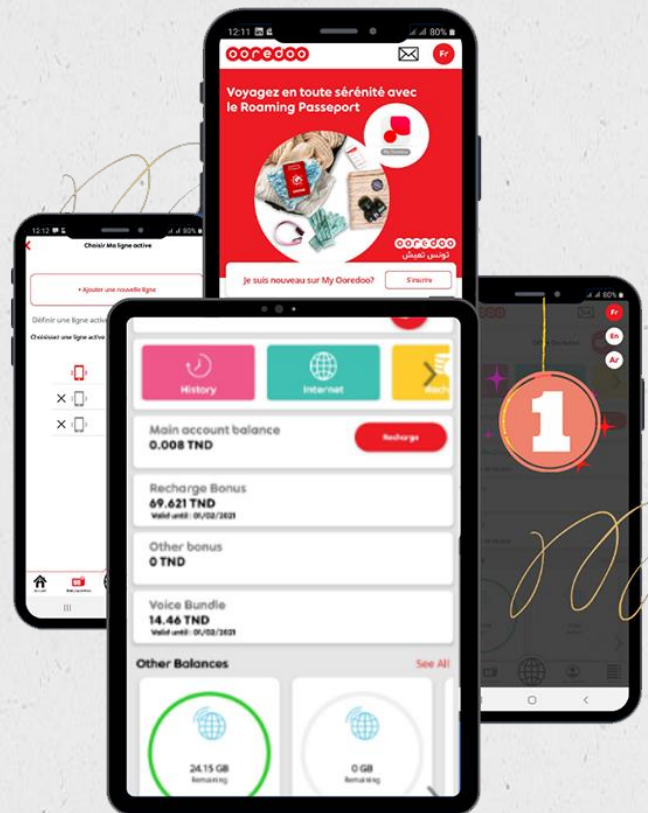 12:11
80%
ooredoo
Fr
Voyagez en toute sérénité avec
le Roaming Passeport
My Ooredoo
ooredoo
تونس تعيش
Je suis nouveau sur My Ooredoo?
S'inscrire
12:12
80%
Choisir Ma ligne active
+ Ajouter une nouvelle ligne
Définir une ligne active
Choisissez une ligne active
Accueil
History
Internet
Main account balance
0.008 TND
Recharge
Recharge Bonus
69.621 TND
Valid until : 01/02/2021
Other bonus
0 TND
Voice Bundle
14.46 TND
Valid until : 01/02/2021
Other Balances
See All
24.15 GB
Remaining
0 GB
Remaining
80%
Fr
En
Ar
1